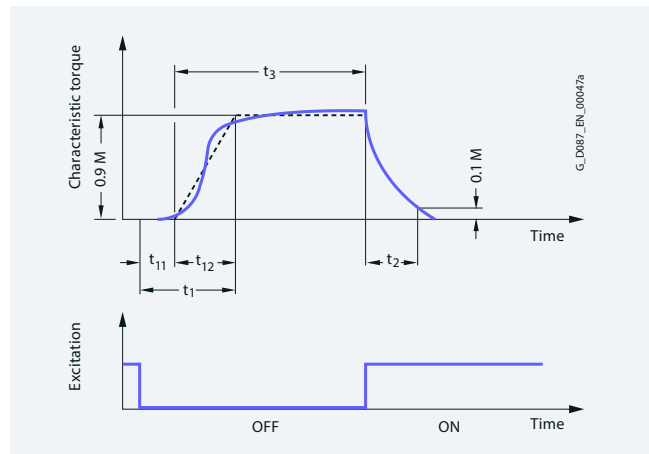 Characteristic torque
t3
0.9 M
0.1 M
G_D087_EN_00047a
Time
t11
t12
t2
t1
Excitation
OFF
ON
Time